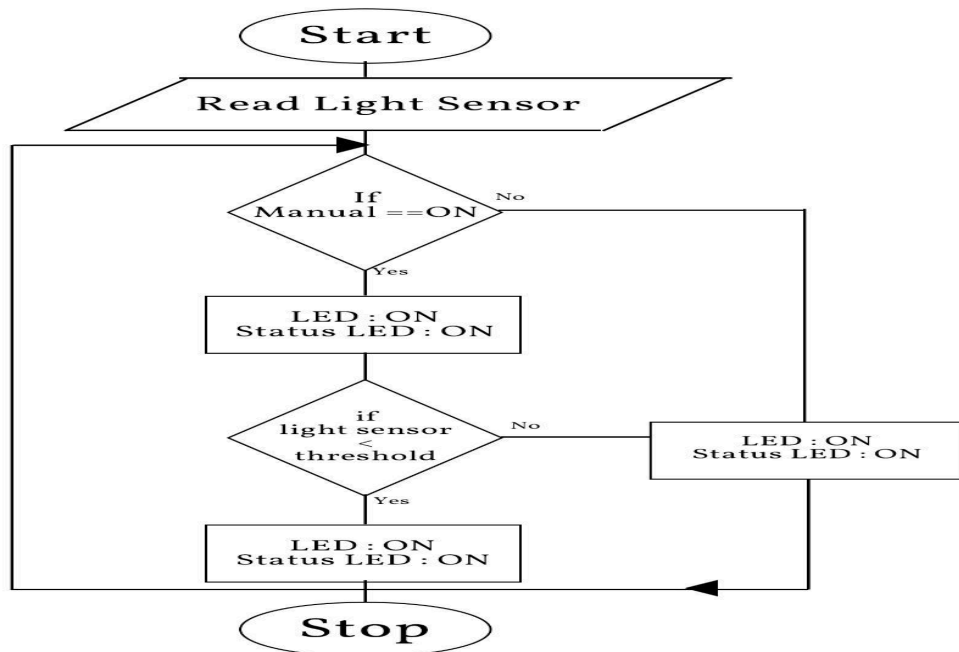 Start
Read Light Sensor
If
Manual ==ON
No
Yes
LED : ON
Status LED : ON
if
light sensor
<
threshold
No
LED : ON
Status LED : ON
Yes
LED : ON
Status LED : ON
Stop